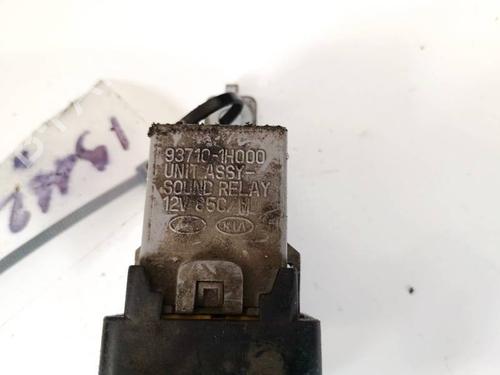 93710-1H000
UNIT ASSY-
SOUND RELAY
12V 85C/M
KIA